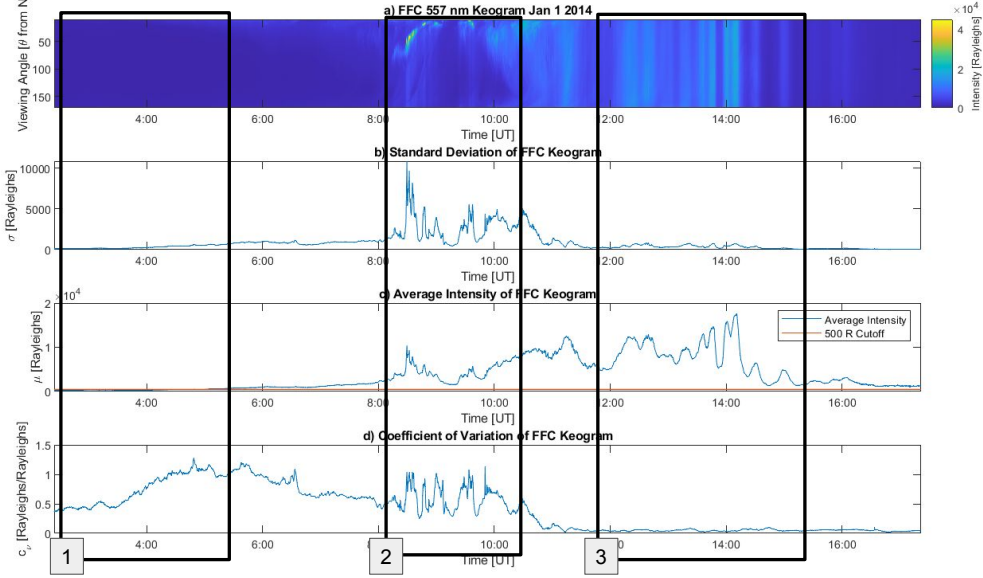 a) FFC 557 nm Keogram Jan 1 2014
Viewing Angle [θ from N
50
100
150
4:00 6:00 8:00 10:00 12:00 14:00 16:00
Time [UT]
×10⁴
4
2
0
Intensity [Rayleighs]
b) Standard Deviation of FFC Keogram
σ [Rayleighs]
10000
5000
0
4:00 6:00 8:00 10:00 12:00 14:00 16:00
Time [UT]
c) Average Intensity of FFC Keogram
×10⁴
μ [Rayleighs]
2
1
0
Average Intensity
500 R Cutoff
4:00 6:00 8:00 10:00 12:00 14:00 16:00
Time [UT]
d) Coefficient of Variation of FFC Keogram
cᵥ [Rayleighs/Rayleighs]
1.5
1
0.5
0
4:00 10:00 12:00 14:00 16:00
6:00
Time [UT]
1
2
3